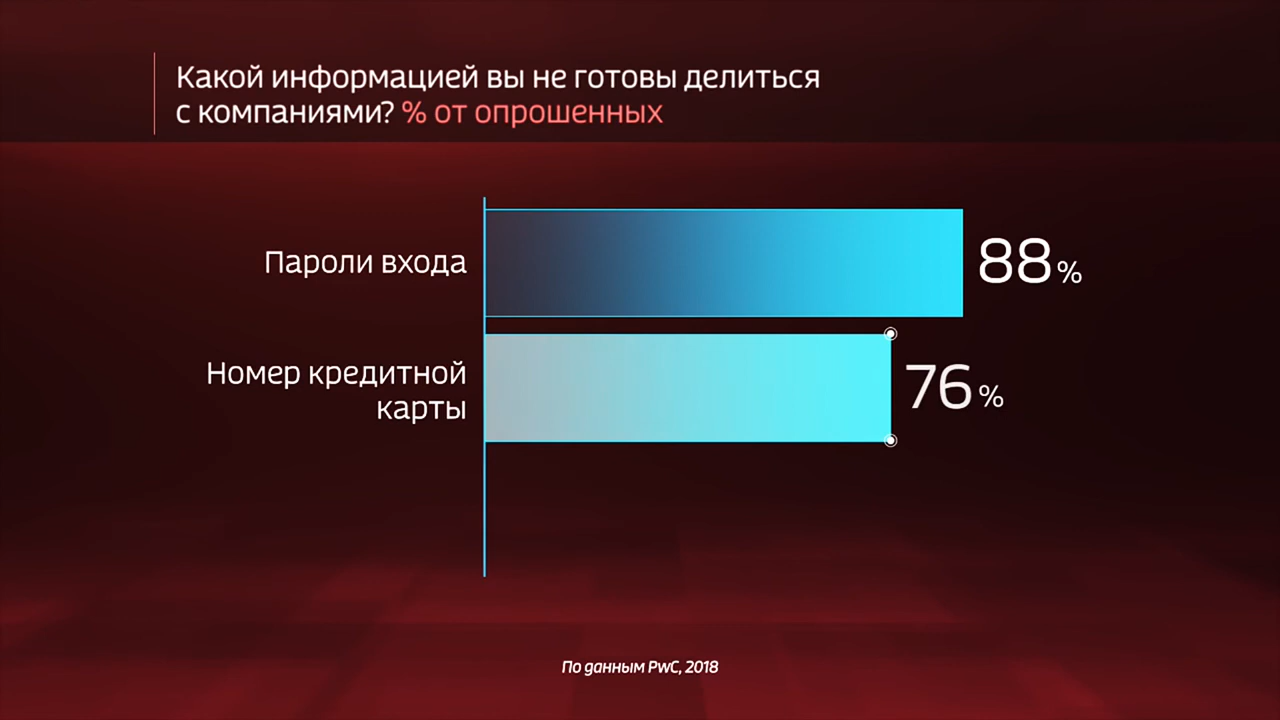 Какой информацией вы не готовы делиться
с компаниями? % от опрошенных
Пароли входа
88%
Номер кредитной
карты
76%
По данным PwC, 2018